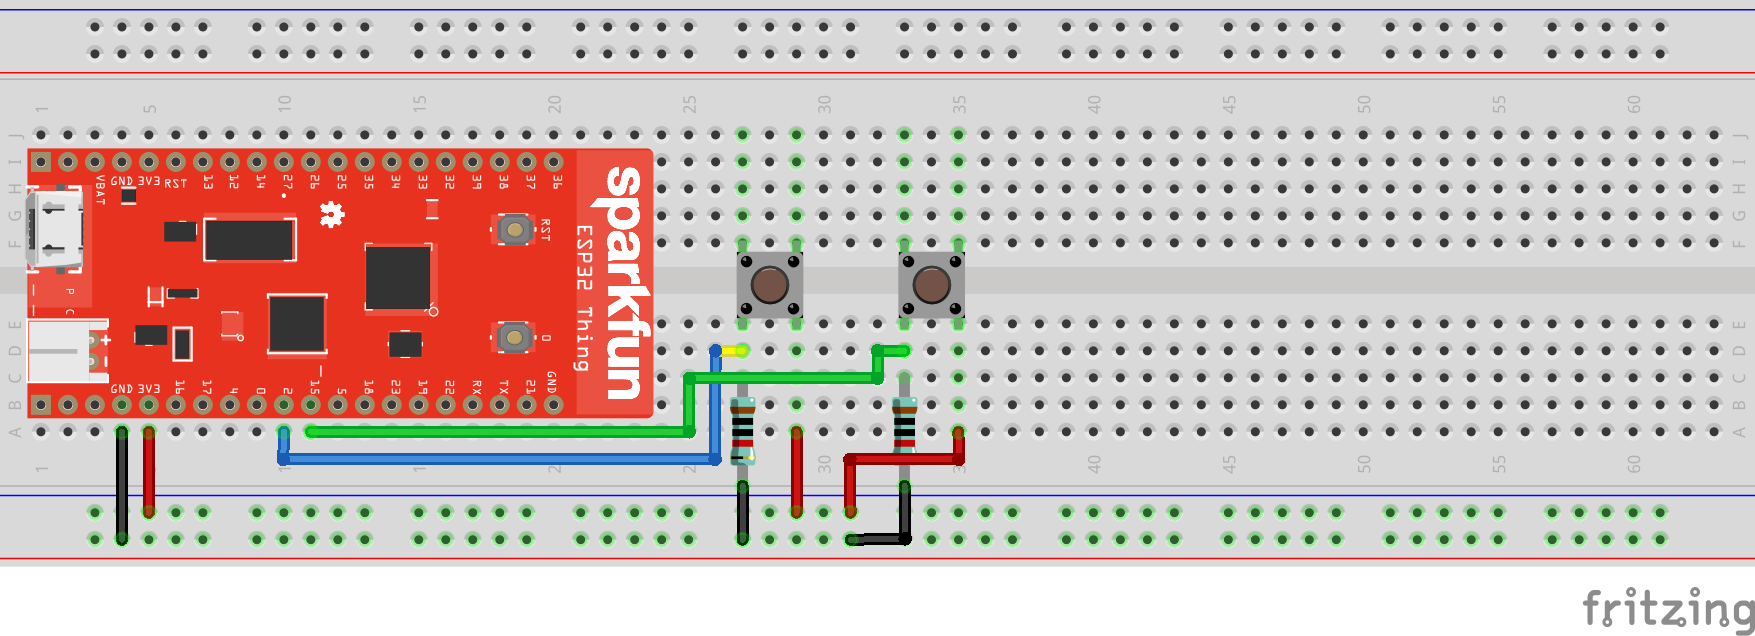 1 5 10 15 20 25 30 35 40 45 50 55 60
J J
I I
H H
G G
F F
VBAT GND 3V3 RST 13 12 14 27 26 25 35 34 33 32 39 38 37 36
RST
sparkfun
ESP32 Thing
0
+
-
E E
D D
C C
B B
A A
GND 3V3 16 17 4 0 2 15 5 18 23 19 22 RX TX 21 GND
1 15 30 40 45 50 55 60
fritzing